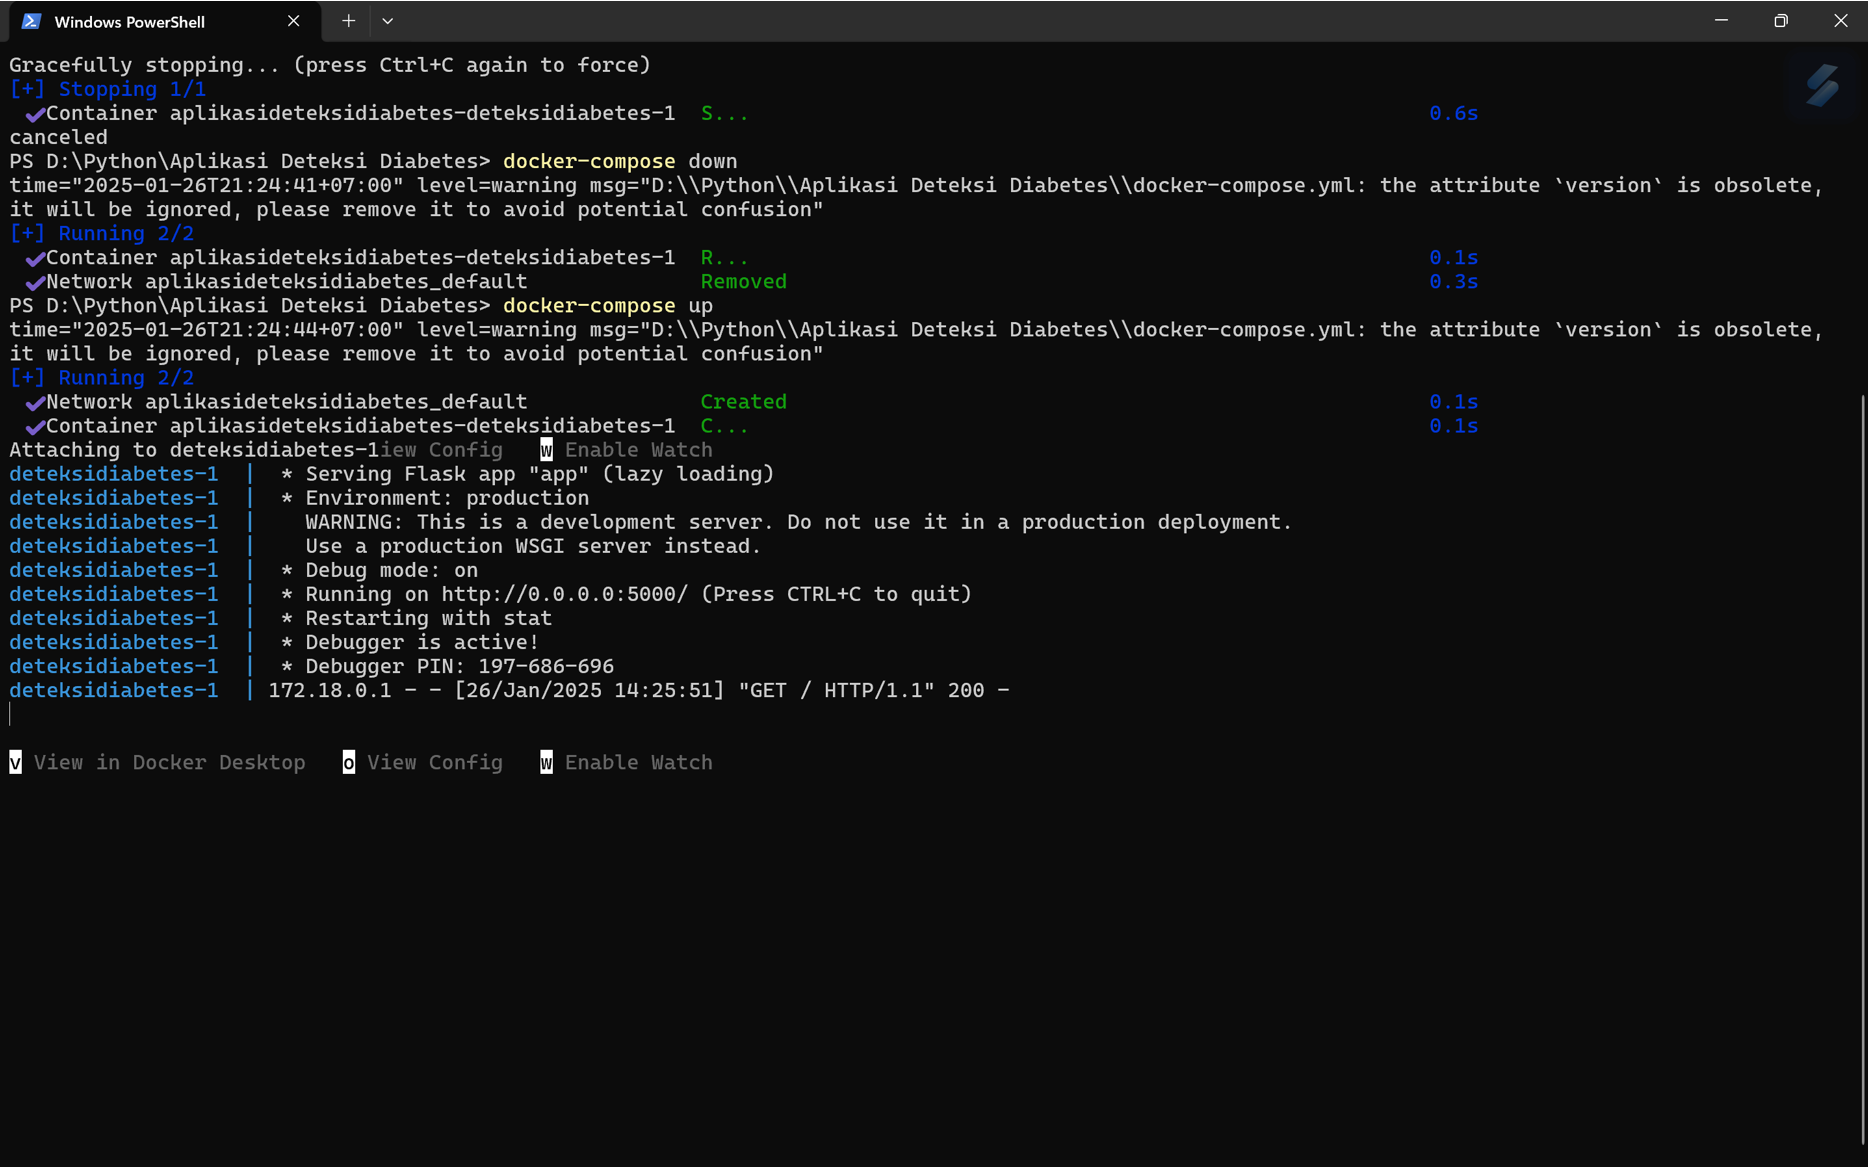 Windows PowerShell
Gracefully stopping... (press Ctrl+C again to force)
[+] Stopping 1/1
✔Container aplikasideteksidiabetes-deteksidiabetes-1  S...  0.6s
canceled
PS D:\Python\Aplikasi Deteksi Diabetes> docker-compose down
time="2025-01-26T21:24:41+07:00" level=warning msg="D:\\Python\\Aplikasi Deteksi Diabetes\\docker-compose.yml: the attribute `version` is obsolete,
it will be ignored, please remove it to avoid potential confusion"
[+] Running 2/2
✔Container aplikasideteksidiabetes-deteksidiabetes-1  R...  0.1s
✔Network aplikasideteksidiabetes_default  Removed  0.3s
PS D:\Python\Aplikasi Deteksi Diabetes> docker-compose up
time="2025-01-26T21:24:44+07:00" level=warning msg="D:\\Python\\Aplikasi Deteksi Diabetes\\docker-compose.yml: the attribute `version` is obsolete,
it will be ignored, please remove it to avoid potential confusion"
[+] Running 2/2
✔Network aplikasideteksidiabetes_default  Created  0.1s
✔Container aplikasideteksidiabetes-deteksidiabetes-1  C...  0.1s
Attaching to deteksidiabetes-1iew Config   w Enable Watch
deteksidiabetes-1  |  * Serving Flask app "app" (lazy loading)
deteksidiabetes-1  |  * Environment: production
deteksidiabetes-1  |    WARNING: This is a development server. Do not use it in a production deployment.
deteksidiabetes-1  |    Use a production WSGI server instead.
deteksidiabetes-1  |  * Debug mode: on
deteksidiabetes-1  |  * Running on http://0.0.0.0:5000/ (Press CTRL+C to quit)
deteksidiabetes-1  |  * Restarting with stat
deteksidiabetes-1  |  * Debugger is active!
deteksidiabetes-1  |  * Debugger PIN: 197-686-696
deteksidiabetes-1  | 172.18.0.1 - - [26/Jan/2025 14:25:51] "GET / HTTP/1.1" 200 -
v View in Docker Desktop   o View Config   w Enable Watch